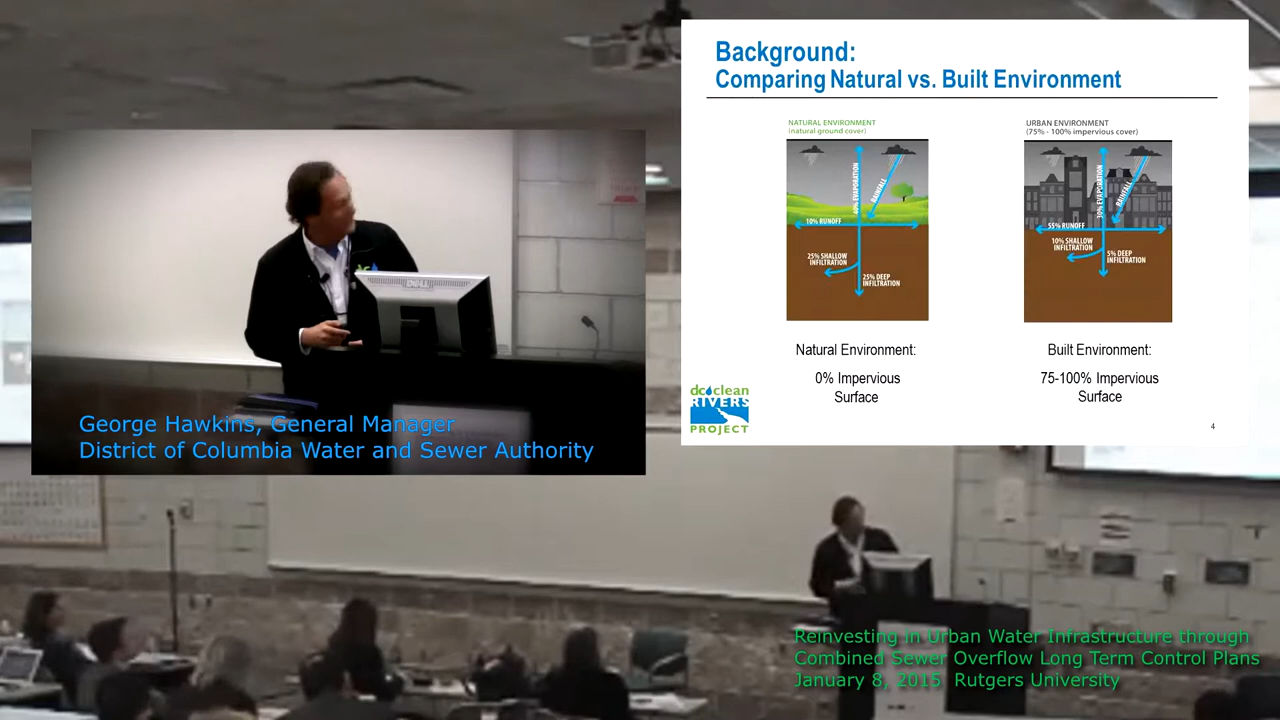 Background:
Comparing Natural vs. Built Environment
NATURAL ENVIRONMENT
(natural ground cover)
40% EVAPORATION
RAINFALL
10% RUNOFF
25% SHALLOW
INFILTRATION
25% DEEP
INFILTRATION
Natural Environment:
0% Impervious
Surface
URBAN ENVIRONMENT
(75% - 100% impervious cover)
30% EVAPORATION
RAINFALL
55% RUNOFF
10% SHALLOW
INFILTRATION
5% DEEP
INFILTRATION
Built Environment:
75-100% Impervious
Surface
dc clean
RIVERS
PROJECT
4
DELL
George Hawkins, General Manager
District of Columbia Water and Sewer Authority
Reinvesting in Urban Water Infrastructure through
Combined Sewer Overflow Long Term Control Plans
January 8, 2015 Rutgers University